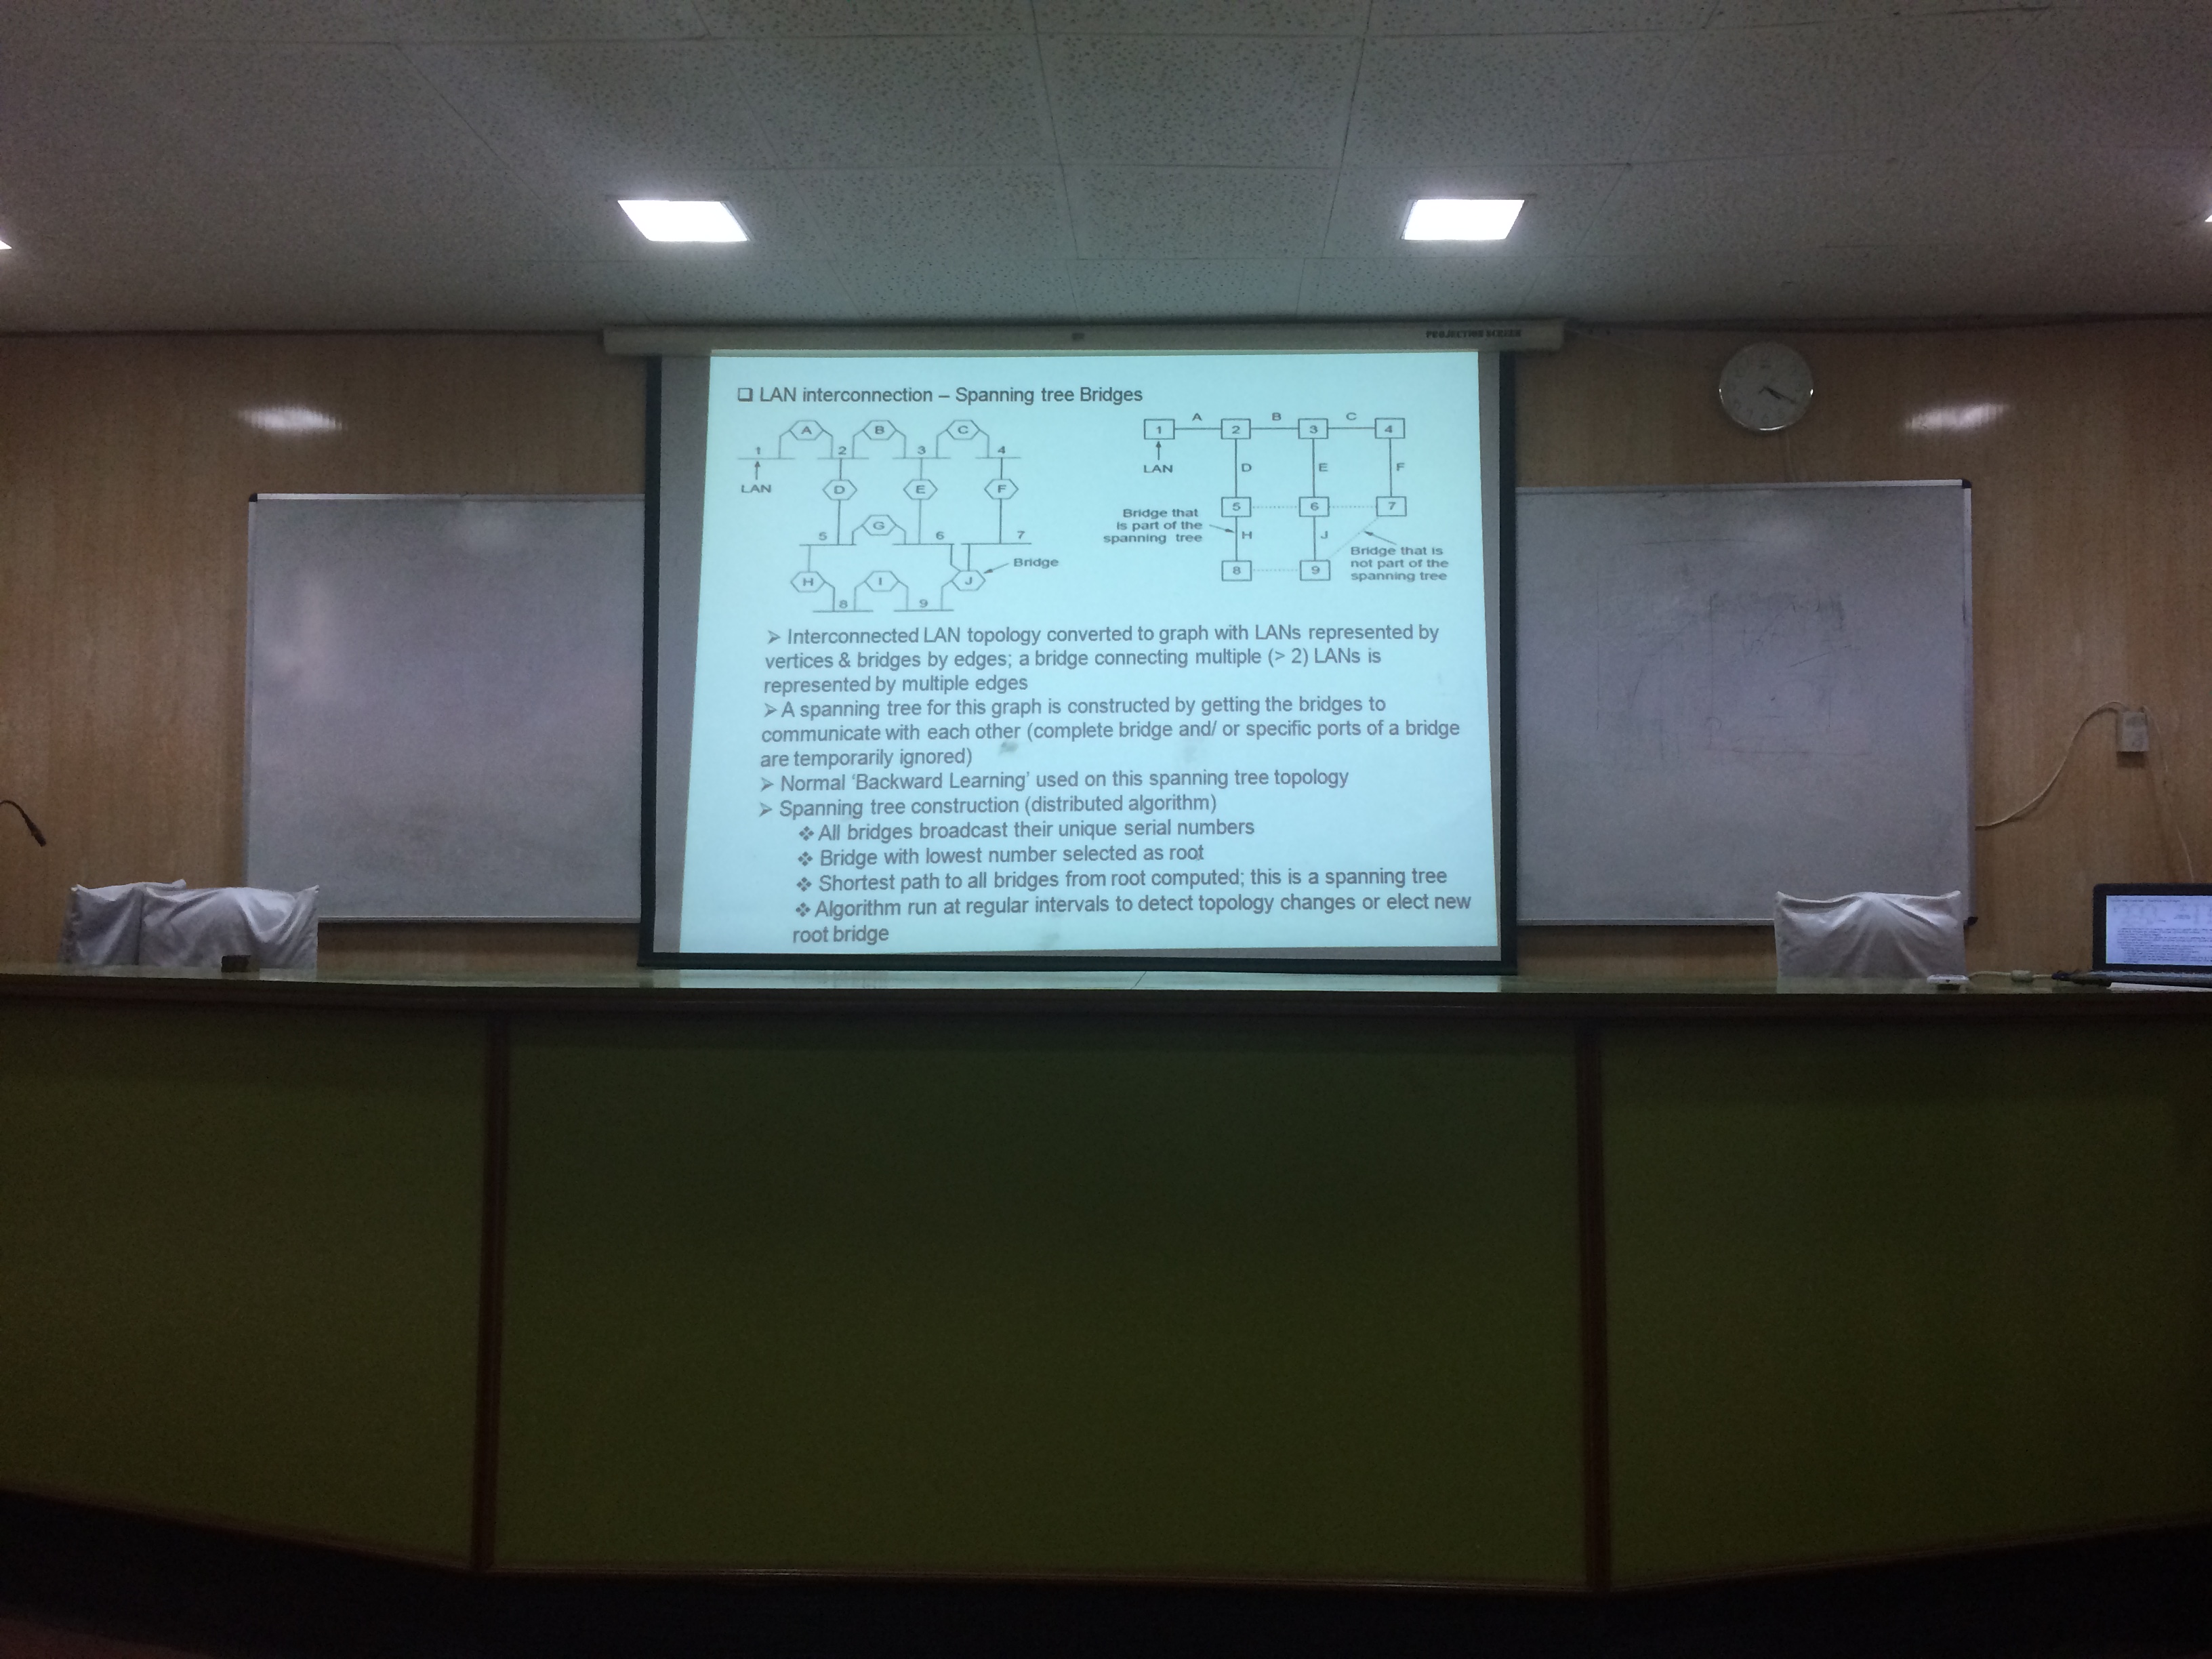 PROJECTION SCREEN
❑ LAN interconnection – Spanning tree Bridges
A B C
1 2 3 4
LAN
D E F
G
5 6 7
Bridge
H I J
8 9
A B C
1 2 3 4
LAN
D E F
5 6 7
Bridge that
is part of the
spanning tree
H J
Bridge that is
not part of the
spanning tree
8 9
➢ Interconnected LAN topology converted to graph with LANs represented by
vertices & bridges by edges; a bridge connecting multiple (> 2) LANs is
represented by multiple edges
➢ A spanning tree for this graph is constructed by getting the bridges to
communicate with each other (complete bridge and/ or specific ports of a bridge
are temporarily ignored)
➢ Normal ‘Backward Learning’ used on this spanning tree topology
➢ Spanning tree construction (distributed algorithm)
❖ All bridges broadcast their unique serial numbers
❖ Bridge with lowest number selected as root
❖ Shortest path to all bridges from root computed; this is a spanning tree
❖ Algorithm run at regular intervals to detect topology changes or elect new
root bridge